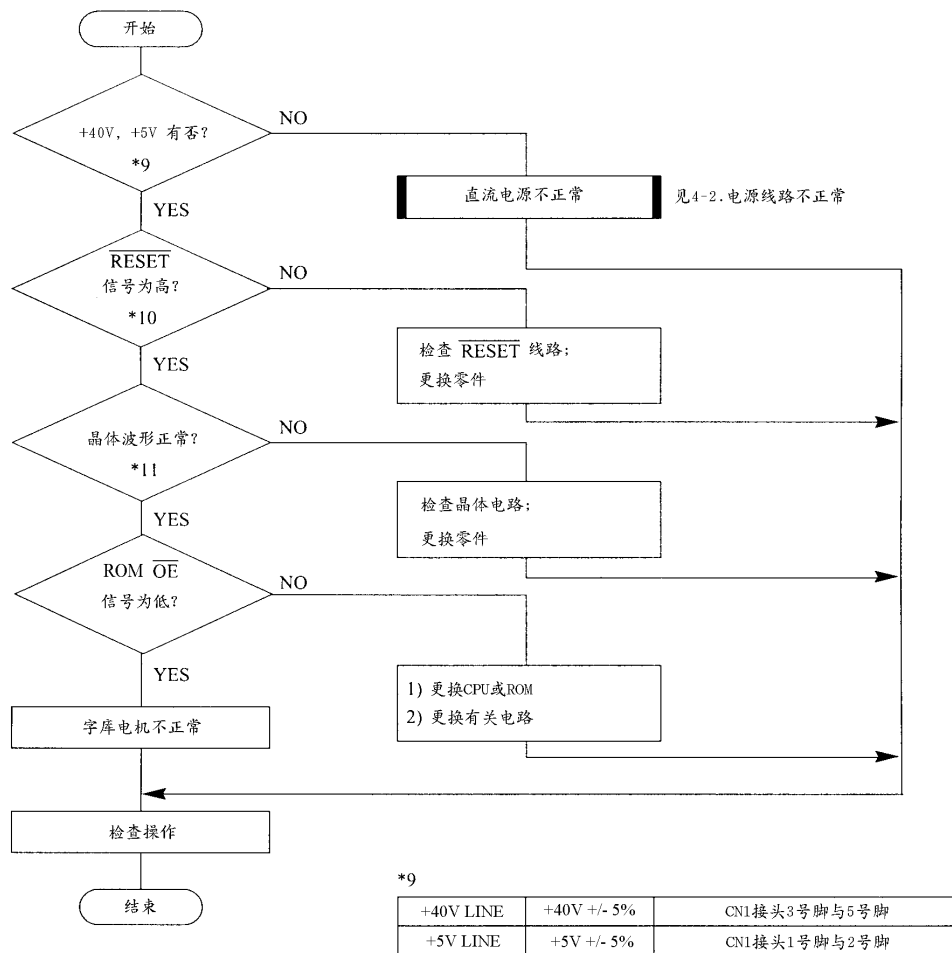 开始
+40V, +5V 有否?
*9
NO
直流电源不正常
见4-2.电源线路不正常
YES
RESET
信号为高?
*10
NO
检查 RESET 线路;
更换零件
YES
晶体波形正常?
*11
NO
检查晶体电路;
更换零件
YES
ROM OE
信号为低?
NO
1) 更换CPU或ROM
2) 更换有关电路
YES
字库电机不正常
检查操作
结束
*9
+40V LINE +40V +/- 5% CN1接头3号脚与5号脚
+5V LINE +5V +/- 5% CN1接头1号脚与2号脚